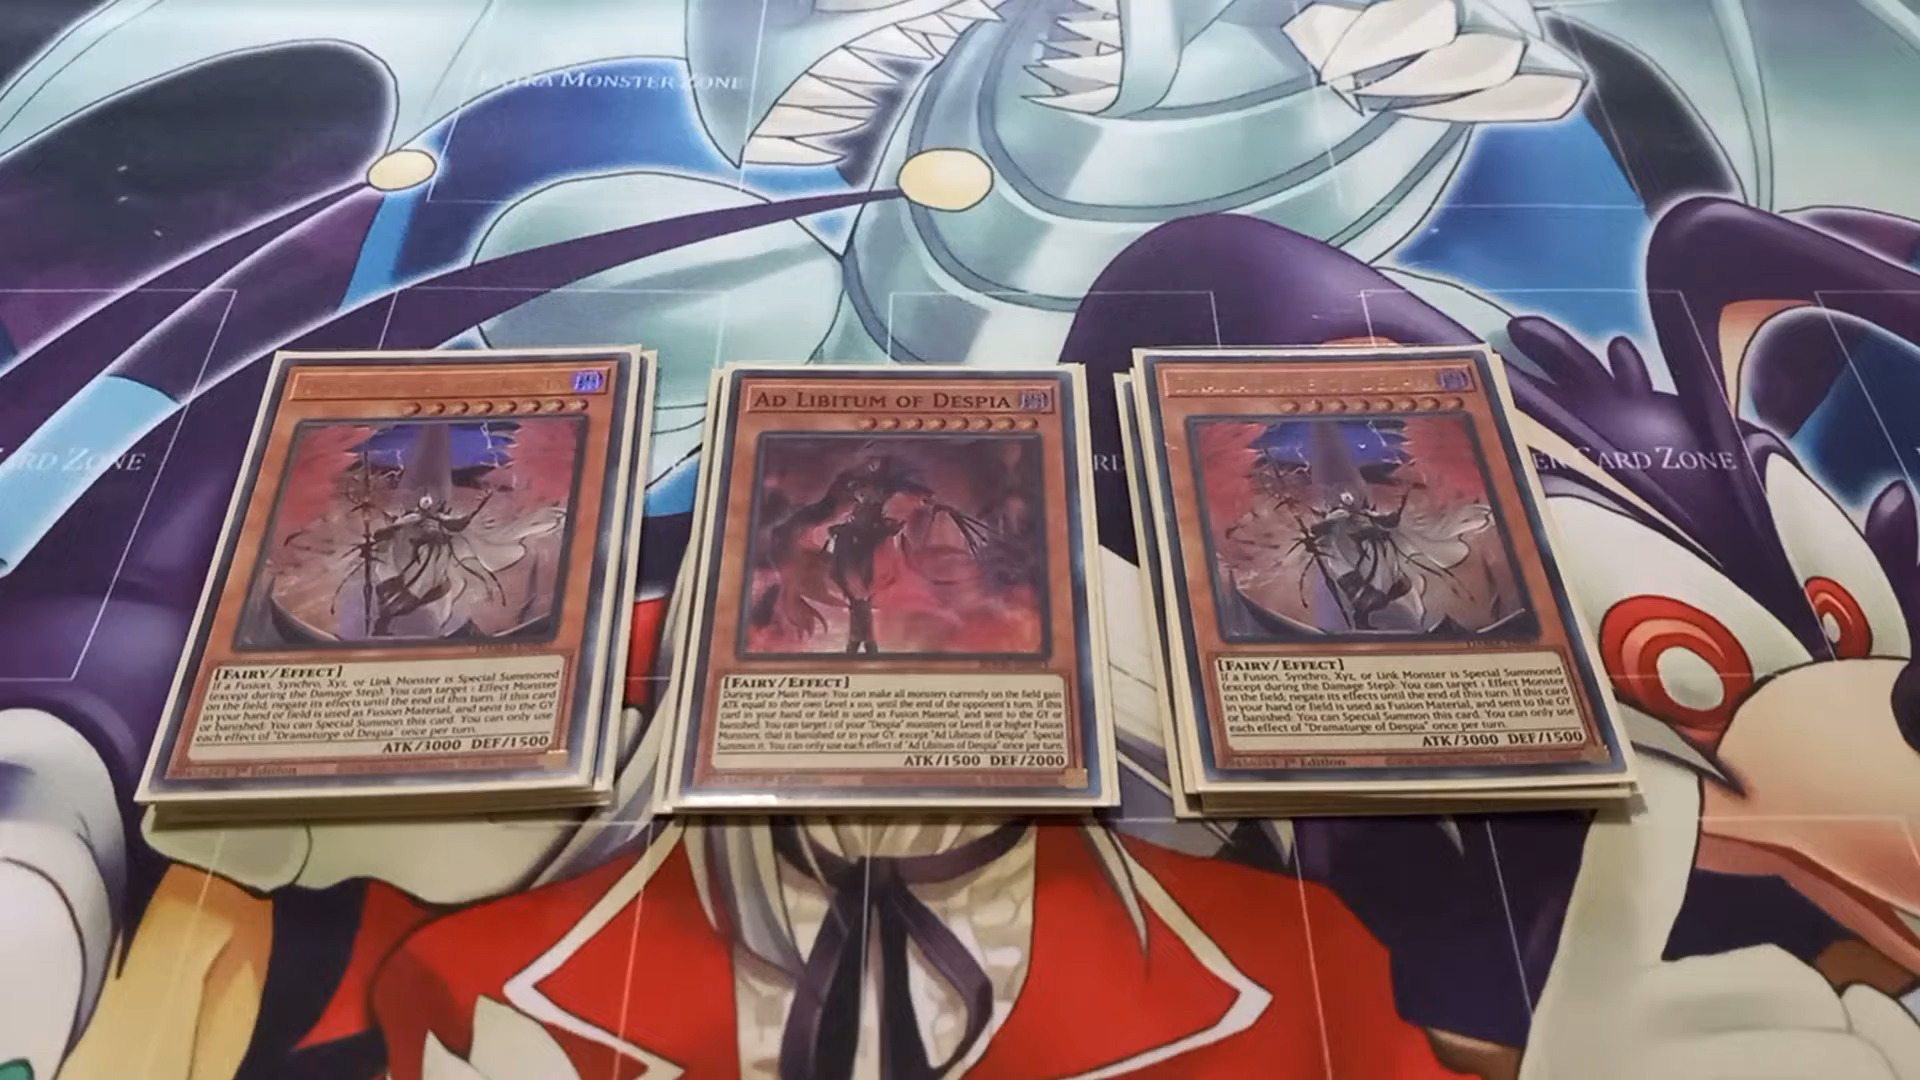 EXTRA MONSTER ZONE
[FAIRY/EFFECT]
If a Fusion, Synchro, Xyz, or Link Monster is Special Summoned
(except during the Damage Step): You can target 1 Effect Monster
on the field; negate its effects until the end of this turn. If this card
in your hand or field is used as Fusion Material, and sent to the GY
or banished: You can Special Summon this card. You can only use
each effect of "Dramaturge of Despia" once per turn.
ATK/3000 DEF/1500
1st Edition
AD LIBITUM OF DESPIA
[FAIRY/EFFECT]
During your Main Phase: You can make all monsters currently on the field gain
ATK equal to their own Level x 100, until the end of the opponent's turn. If this
card in your hand or field is used as Fusion Material, and sent to the GY or
banished: You can target 1 of your "Despia" monsters or Level 8 or higher Fusion
Monsters, that is banished or in your GY, except "Ad Libitum of Despia"; Special
Summon it. You can only use each effect of "Ad Libitum of Despia" once per turn.
ATK/1500 DEF/2000
DRAMATURGE OF DESPIA
[FAIRY/EFFECT]
If a Fusion, Synchro, Xyz, or Link Monster is Special Summoned
(except during the Damage Step): You can target 1 Effect Monster
on the field; negate its effects until the end of this turn. If this card
in your hand or field is used as Fusion Material, and sent to the GY
or banished: You can Special Summon this card. You can only use
each effect of "Dramaturge of Despia" once per turn.
ATK/3000 DEF/1500
1st Edition
CARD ZONE
ZONE